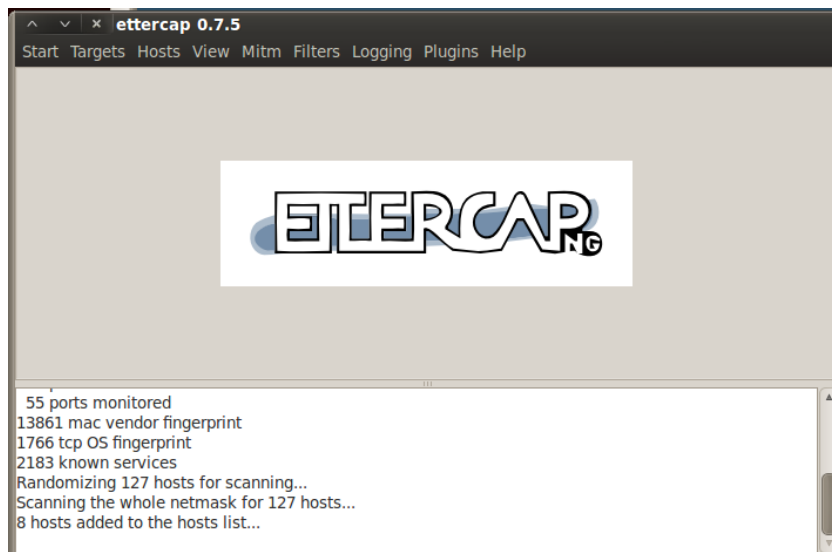 ettercap 0.7.5
Start Targets Hosts View Mitm Filters Logging Plugins Help
ETTERCAP
NG
55 ports monitored
13861 mac vendor fingerprint
1766 tcp OS fingerprint
2183 known services
Randomizing 127 hosts for scanning...
Scanning the whole netmask for 127 hosts...
8 hosts added to the hosts list...